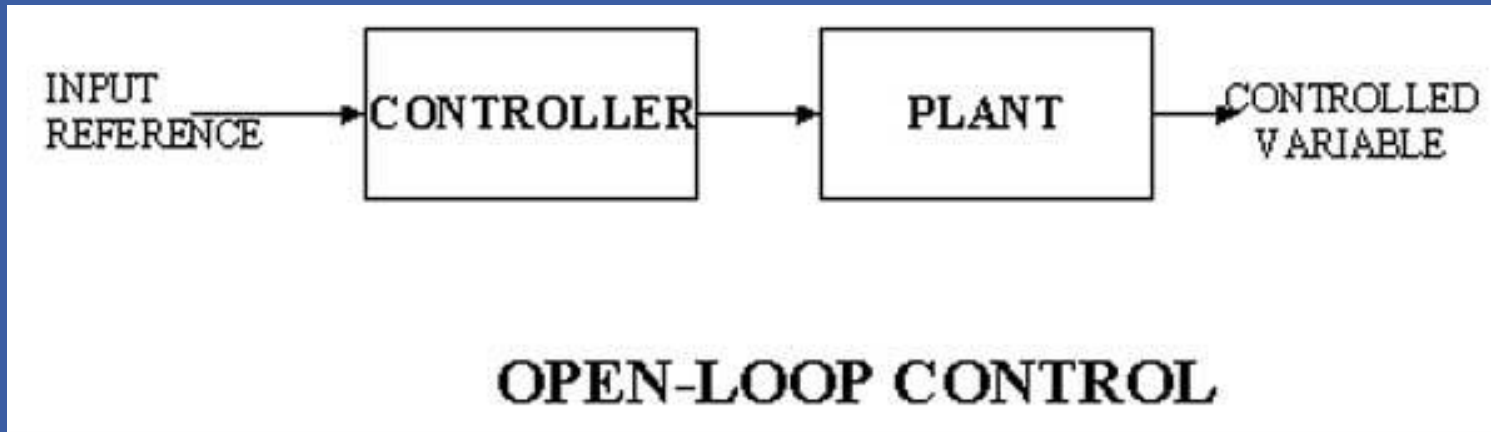 INPUT
REFERENCE
CONTROLLER
PLANT
CONTROLLED
VARIABLE
OPEN-LOOP CONTROL